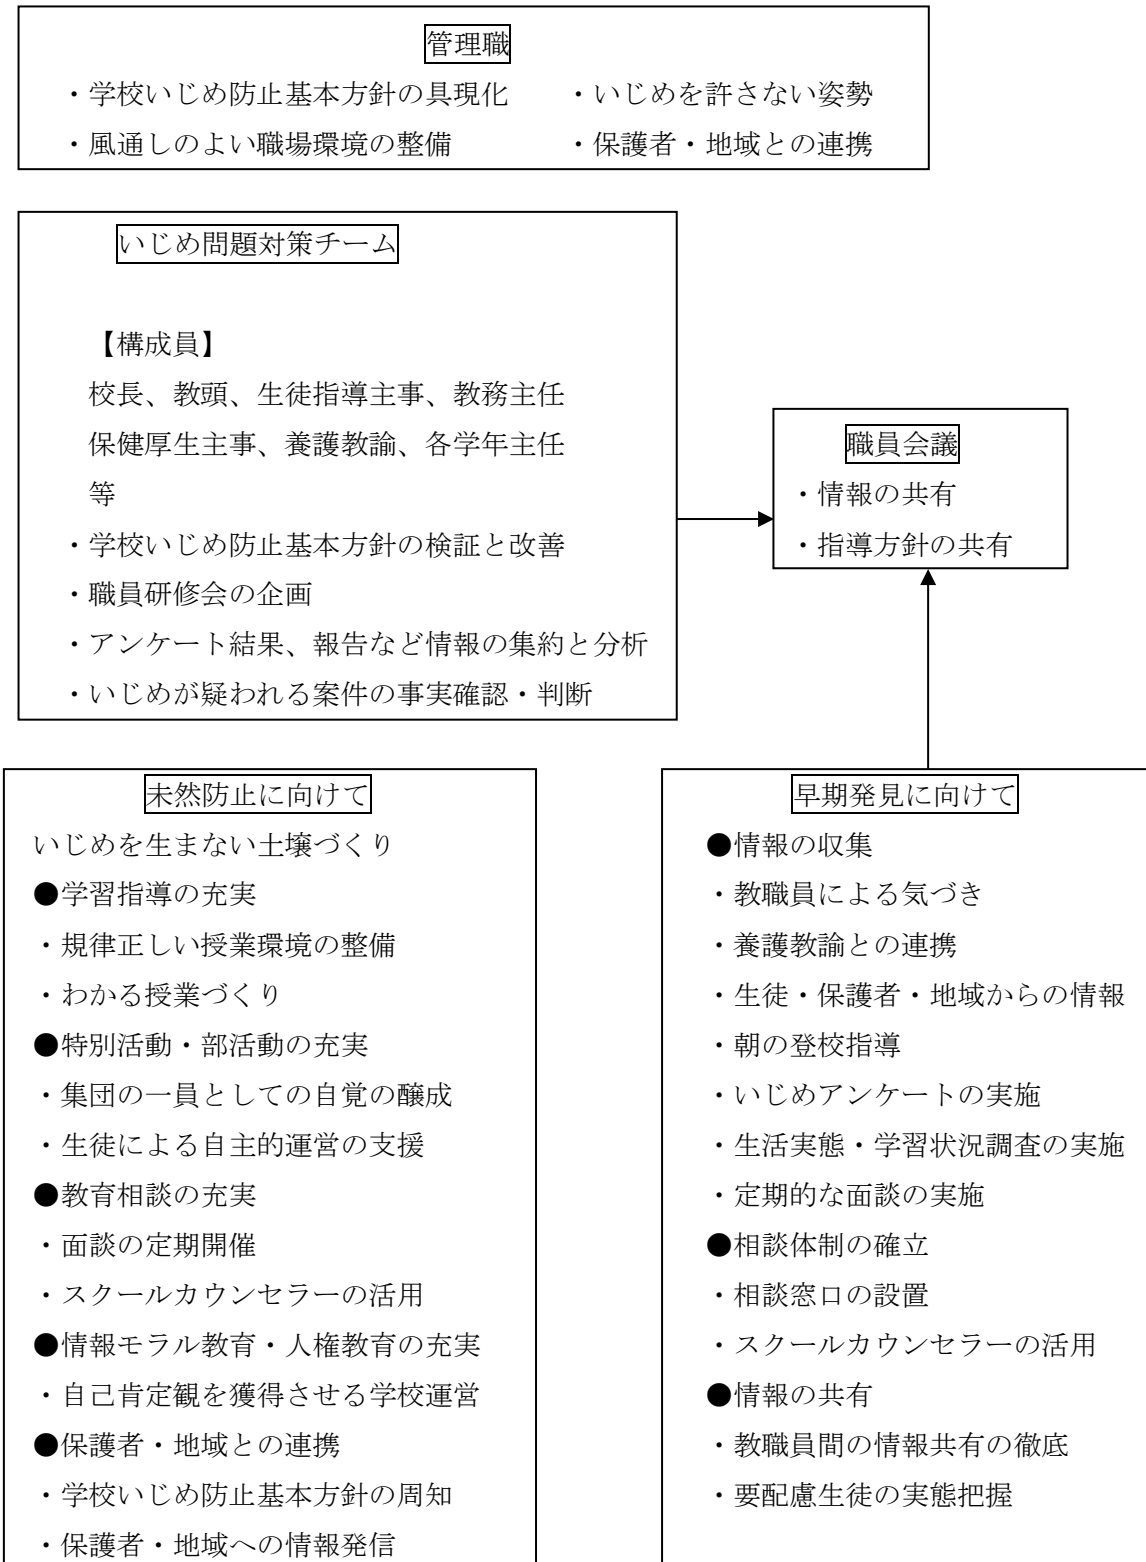 管理職
・学校いじめ防止基本方針の具現化　・いじめを許さない姿勢
・風通しのよい職場環境の整備　・保護者・地域との連携
いじめ問題対策チーム
【構成員】
校長、教頭、生徒指導主事、教務主任
保健厚生主事、養護教諭、各学年主任
等
・学校いじめ防止基本方針の検証と改善
・職員研修会の企画
・アンケート結果、報告など情報の集約と分析
・いじめが疑われる案件の事実確認・判断
職員会議
・情報の共有
・指導方針の共有
未然防止に向けて
いじめを生まない土壌づくり
●学習指導の充実
・規律正しい授業環境の整備
・わかる授業づくり
●特別活動・部活動の充実
・集団の一員としての自覚の醸成
・生徒による自主的運営の支援
●教育相談の充実
・面談の定期開催
・スクールカウンセラーの活用
●情報モラル教育・人権教育の充実
・自己肯定観を獲得させる学校運営
●保護者・地域との連携
・学校いじめ防止基本方針の周知
・保護者・地域への情報発信
早期発見に向けて
●情報の収集
・教職員による気づき
・養護教諭との連携
・生徒・保護者・地域からの情報
・朝の登校指導
・いじめアンケートの実施
・生活実態・学習状況調査の実施
・定期的な面談の実施
●相談体制の確立
・相談窓口の設置
・スクールカウンセラーの活用
●情報の共有
・教職員間の情報共有の徹底
・要配慮生徒の実態把握